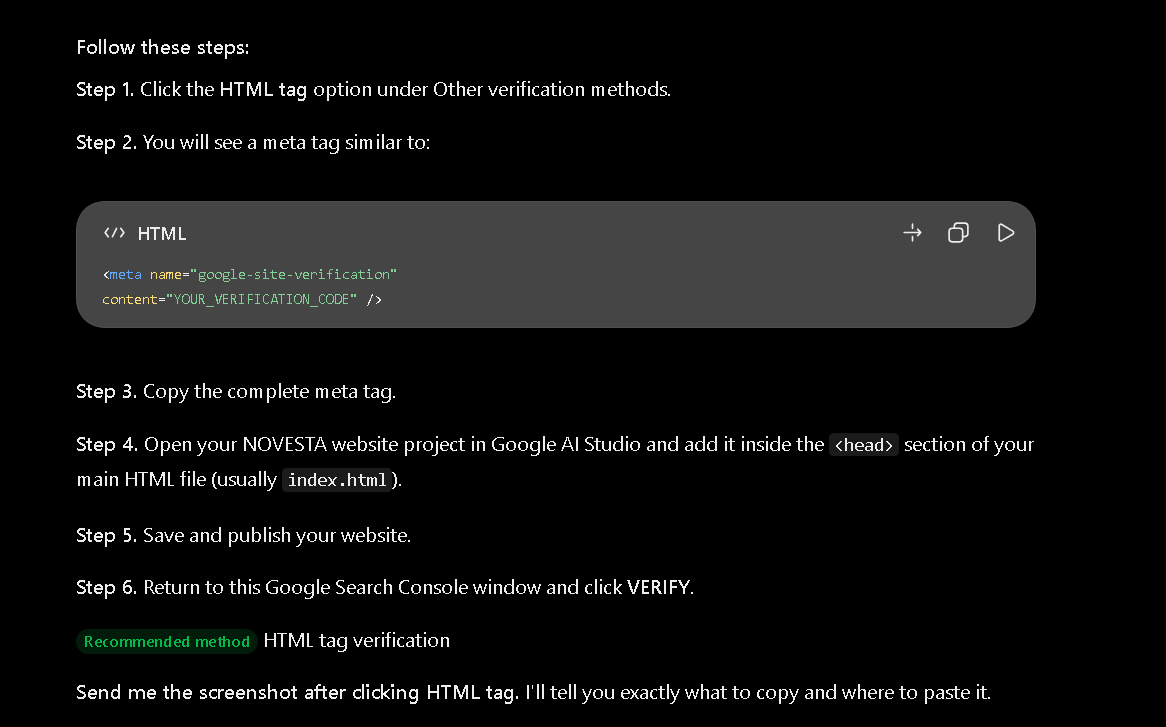 Follow these steps:
Step 1. Click the HTML tag option under Other verification methods.
Step 2. You will see a meta tag similar to:
</> HTML
<meta name="google-site-verification"
content="YOUR_VERIFICATION_CODE" />
Step 3. Copy the complete meta tag.
Step 4. Open your NOVESTA website project in Google AI Studio and add it inside the <head> section of your
main HTML file (usually index.html).
Step 5. Save and publish your website.
Step 6. Return to this Google Search Console window and click VERIFY.
Recommended method HTML tag verification
Send me the screenshot after clicking HTML tag. I'll tell you exactly what to copy and where to paste it.